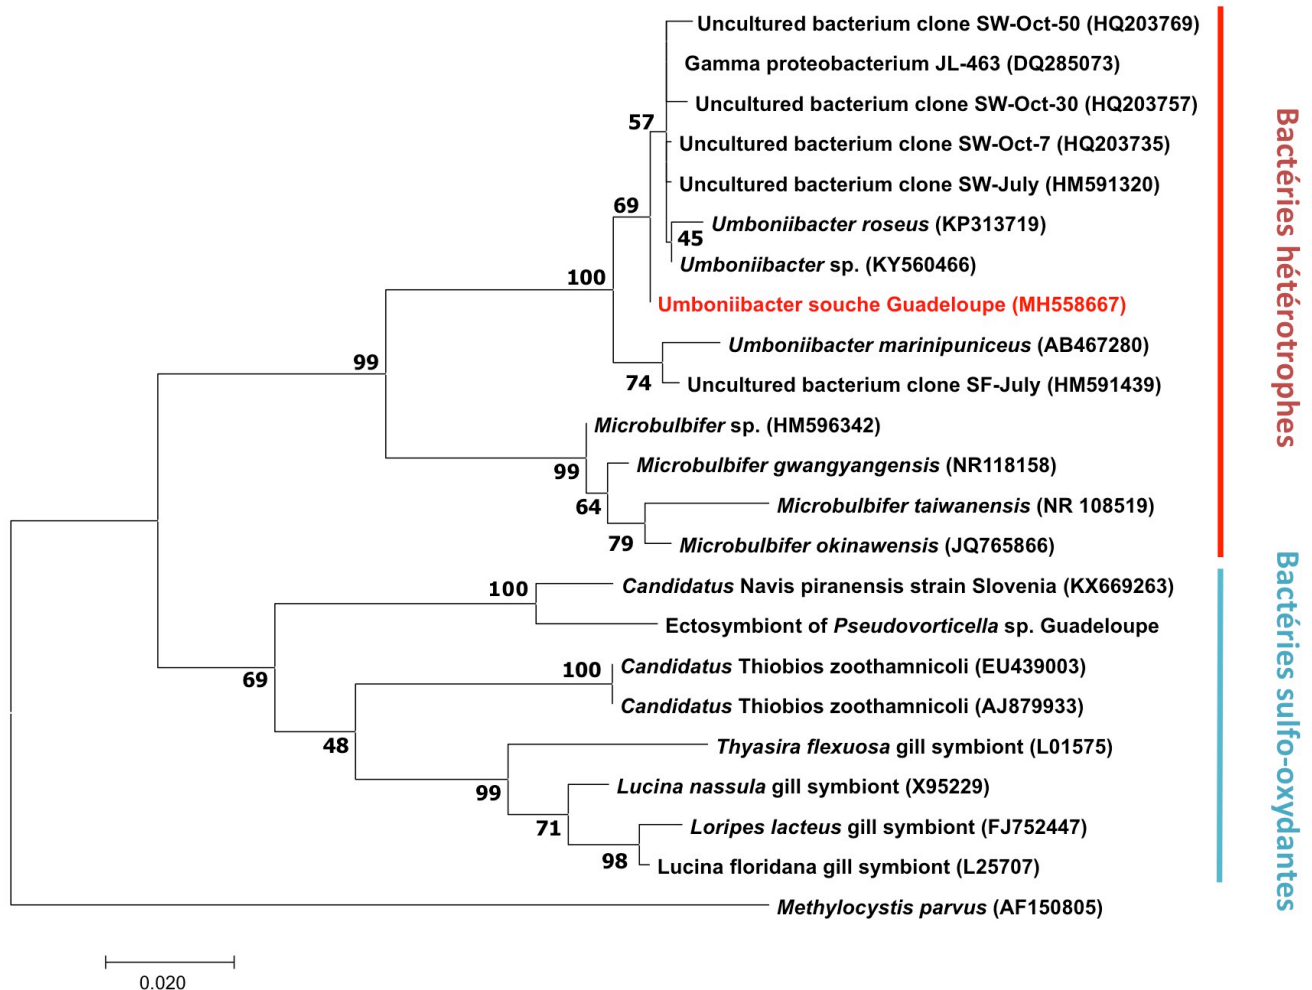 Uncultured bacterium clone SW-Oct-50 (HQ203769)
Gamma proteobacterium JL-463 (DQ285073)
Uncultured bacterium clone SW-Oct-30 (HQ203757)
57
Uncultured bacterium clone SW-Oct-7 (HQ203735)
Uncultured bacterium clone SW-July (HM591320)
69
Umboniibacter roseus (KP313719)
45
Umboniibacter sp. (KY560466)
100
Umboniibacter souche Guadeloupe (MH558667)
Umboniibacter marinipuniceus (AB467280)
99
74
Uncultured bacterium clone SF-July (HM591439)
Microbulbifer sp. (HM596342)
99
Microbulbifer gwangyangensis (NR118158)
64
Microbulbifer taiwanensis (NR 108519)
79
Microbulbifer okinawensis (JQ765866)
Bactéries hétérotrophes
100
Candidatus Navis piranensis strain Slovenia (KX669263)
Ectosymbiont of Pseudovorticella sp. Guadeloupe
69
100
Candidatus Thiobios zoothamnicoli (EU439003)
Candidatus Thiobios zoothamnicoli (AJ879933)
48
Thyasira flexuosa gill symbiont (L01575)
99
Lucina nassula gill symbiont (X95229)
71
Loripes lacteus gill symbiont (FJ752447)
98
Lucina floridana gill symbiont (L25707)
Bactéries sulfo-oxydantes
Methylocystis parvus (AF150805)
0.020